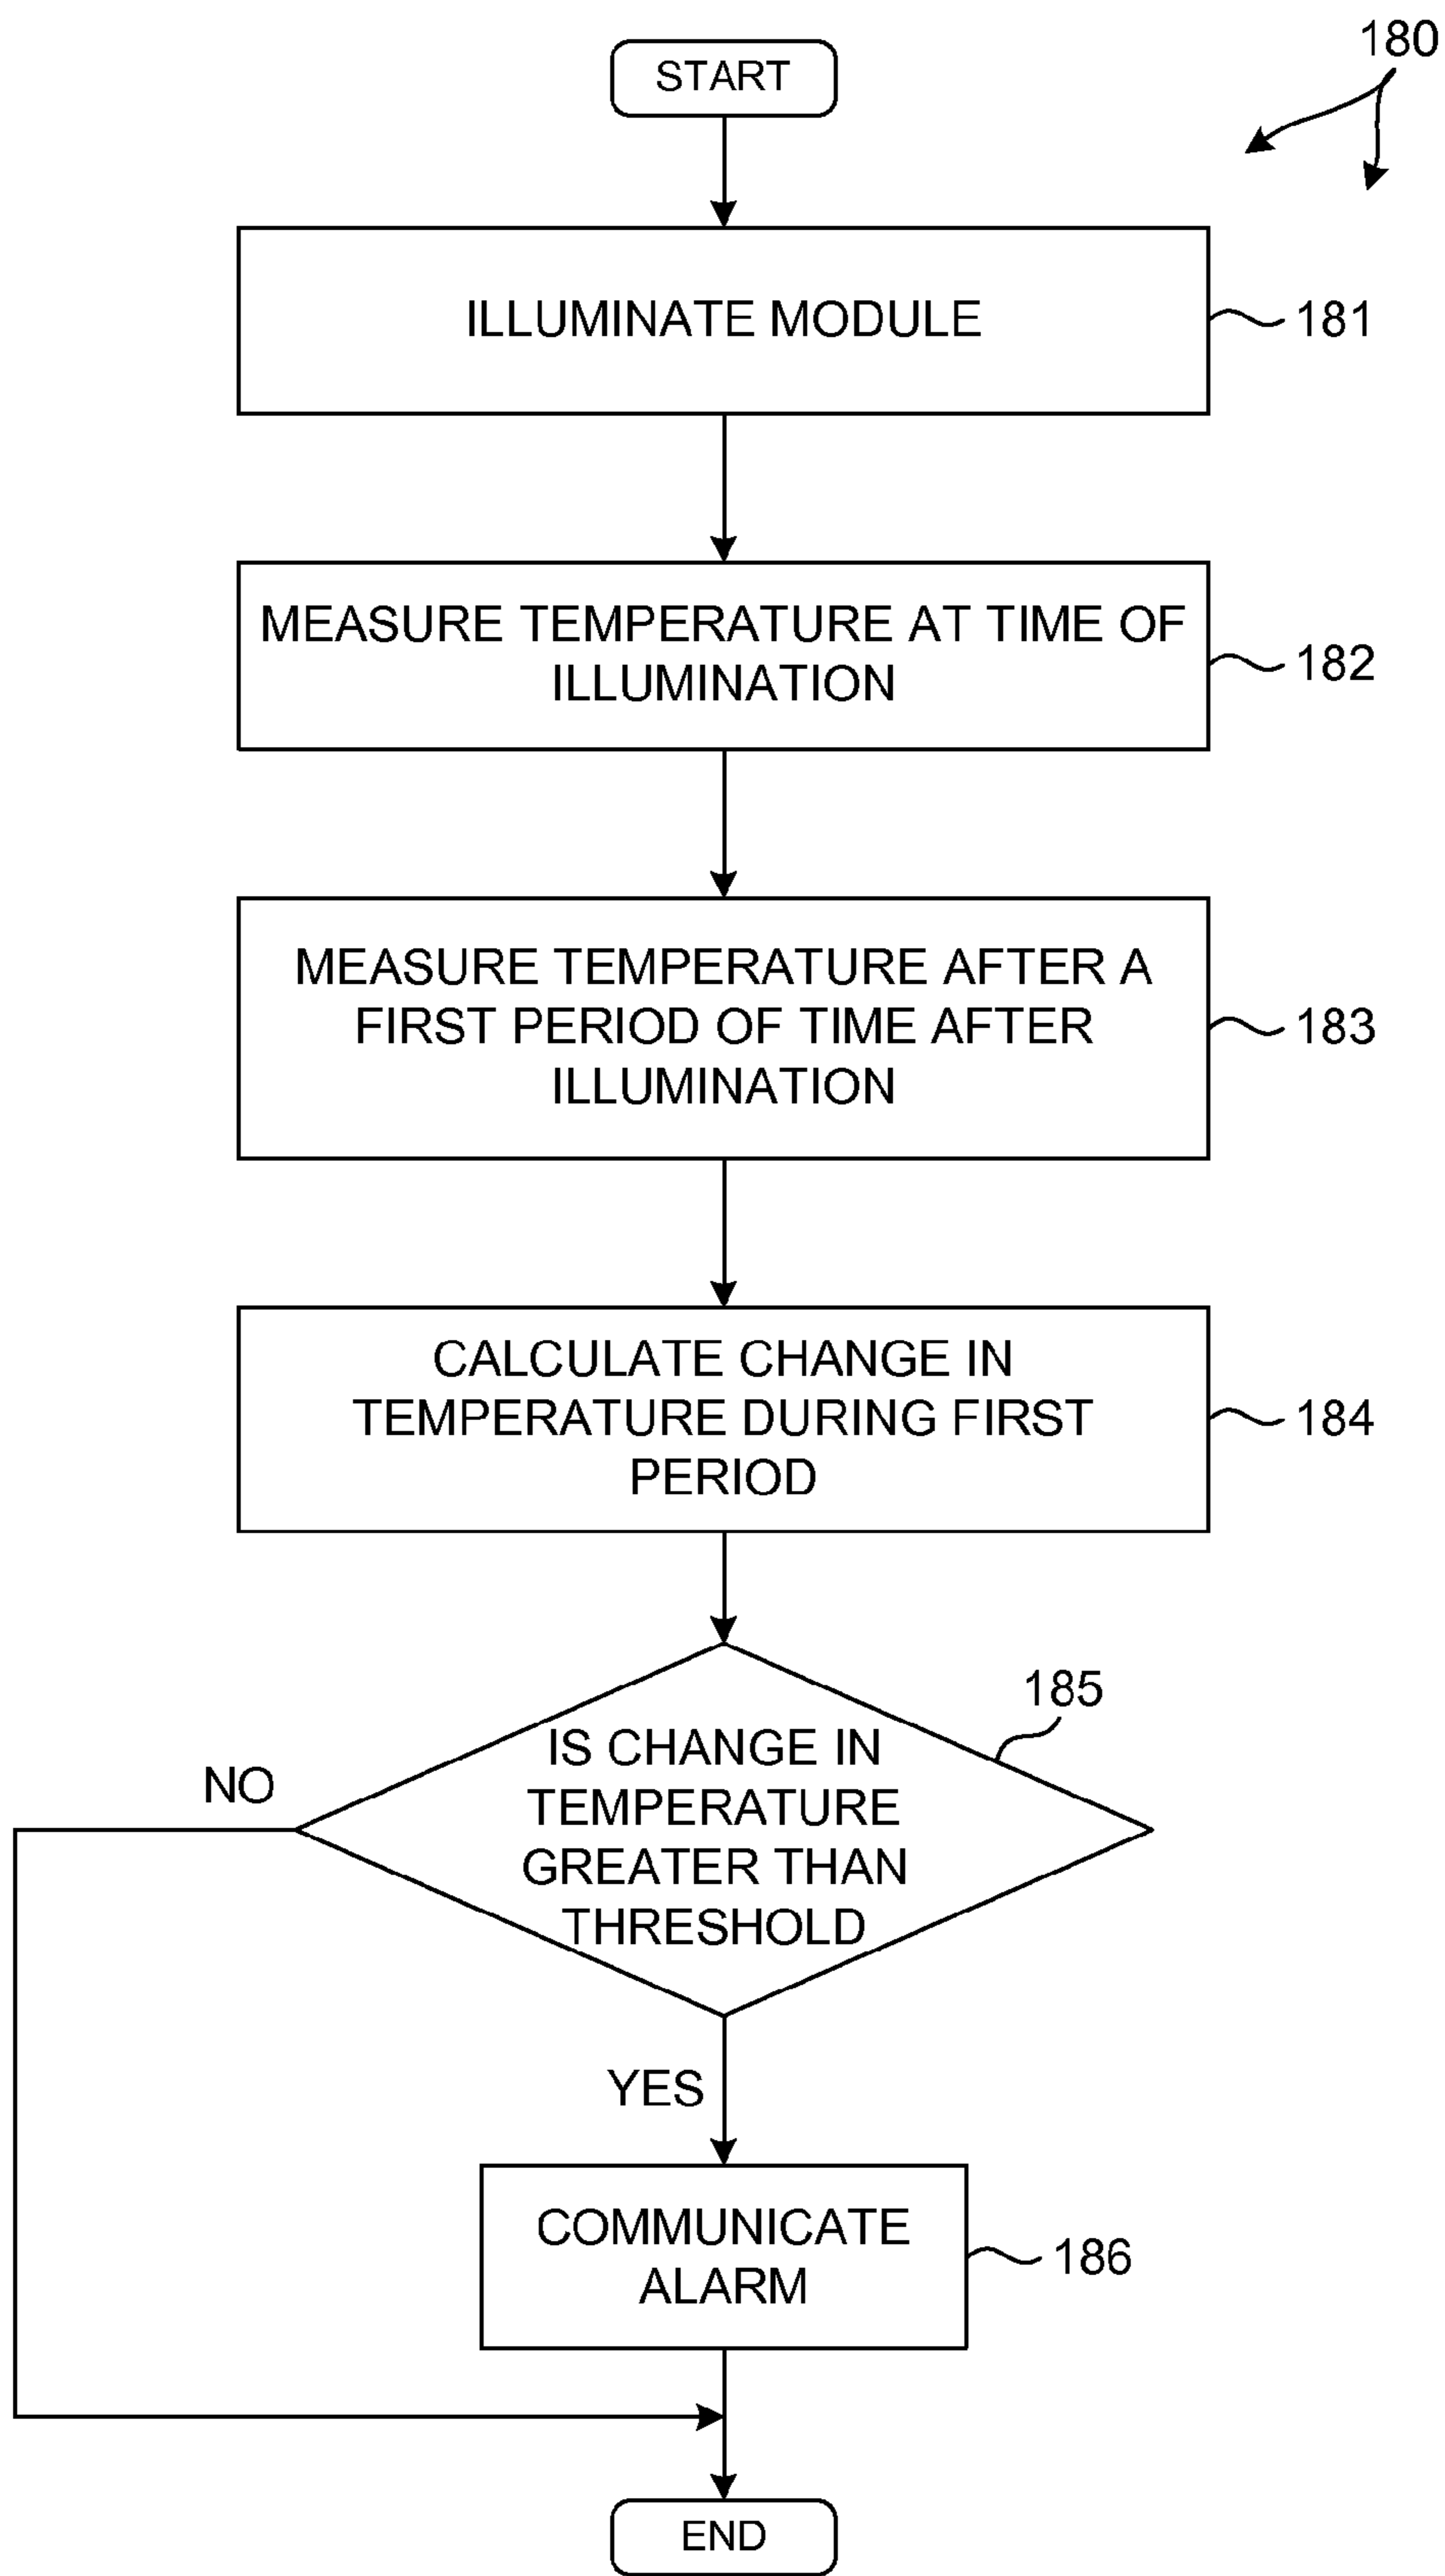 180
START
ILLUMINATE MODULE
181
MEASURE TEMPERATURE AT TIME OF
ILLUMINATION
182
MEASURE TEMPERATURE AFTER A
FIRST PERIOD OF TIME AFTER
ILLUMINATION
183
CALCULATE CHANGE IN
TEMPERATURE DURING FIRST
PERIOD
184
185
IS CHANGE IN
TEMPERATURE
GREATER THAN
THRESHOLD
NO
YES
COMMUNICATE
ALARM
186
END